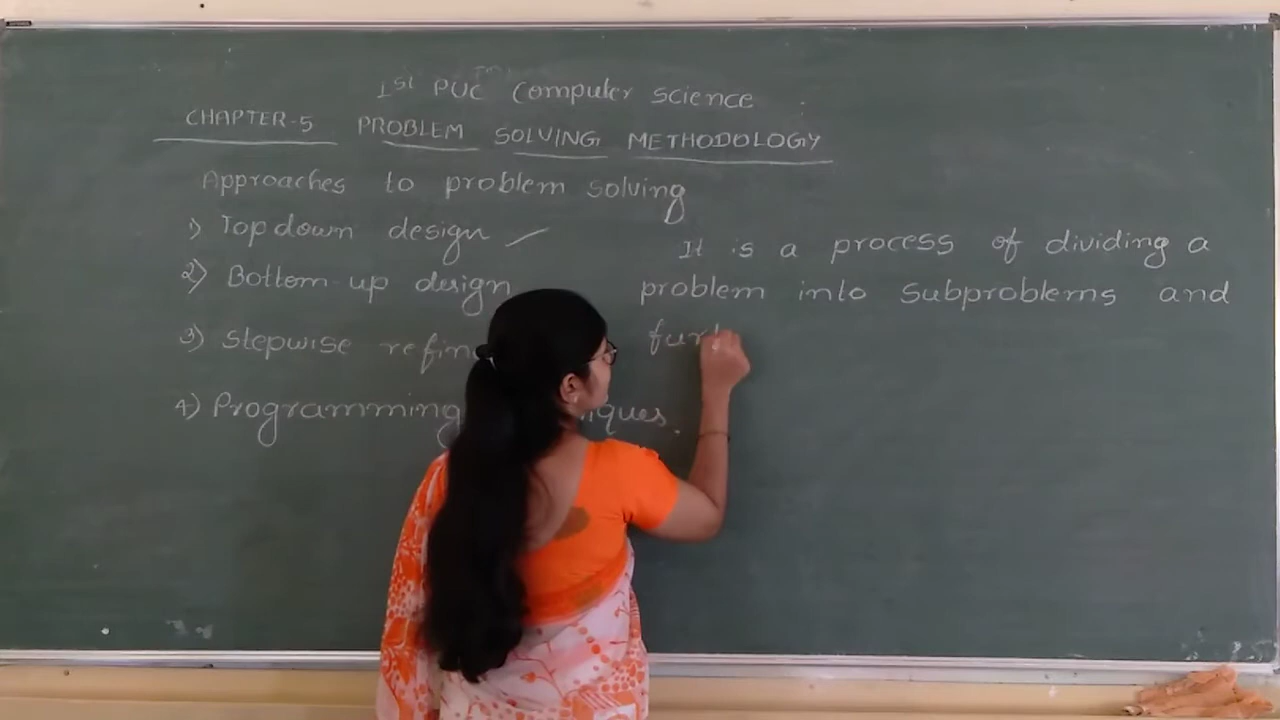 1st PUC Computer Science
CHAPTER-5 PROBLEM SOLVING METHODOLOGY
Approaches to problem solving
1) Top down design
2) Bottom-up design
3) Stepwise refin
4) Programming iques.
It is a process of dividing a
problem into Subproblems and
furt